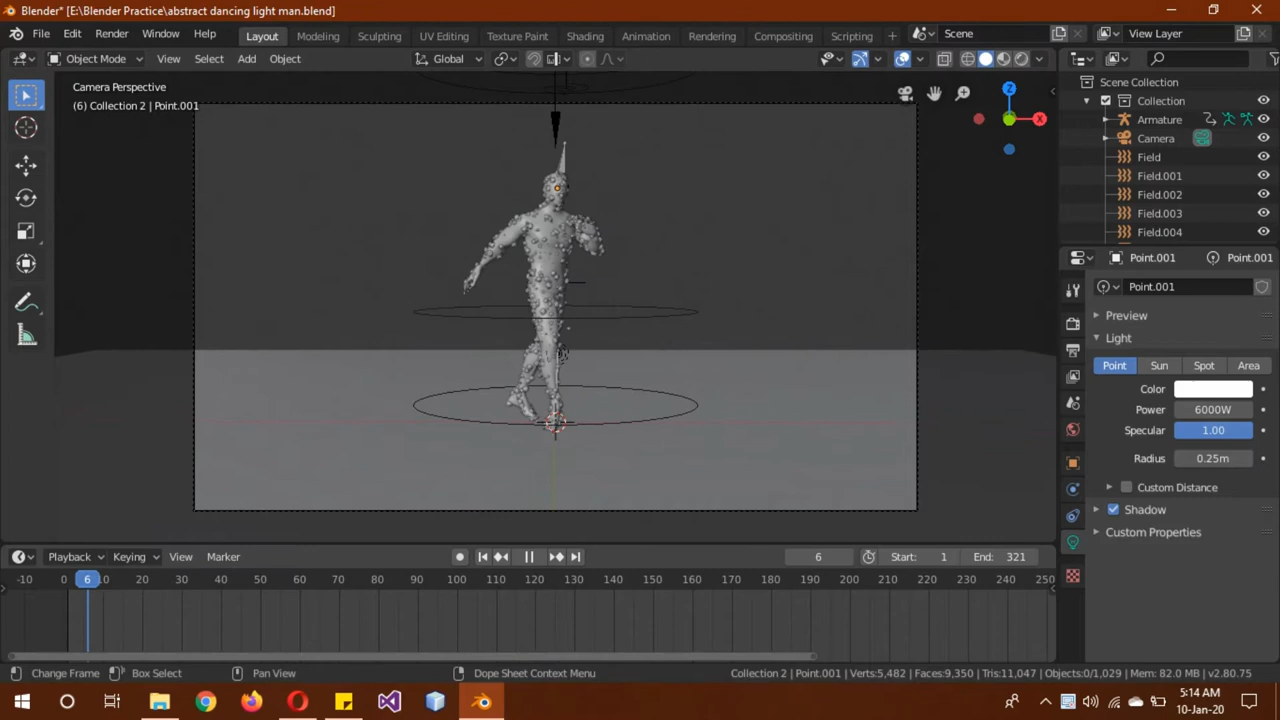 Blender* [E:\Blender Practice\abstract dancing light man.blend]
File Edit Render Window Help Layout Modeling Sculpting UV Editing Texture Paint Shading Animation Rendering Compositing Scripting + Scene View Layer
Object Mode View Select Add Object Global
Camera Perspective
(6) Collection 2 | Point.001
Z
X
Scene Collection
Collection
Armature
Camera
Field
Field.001
Field.002
Field.003
Field.004
Point.001 Point.001
Point.001
Preview
Light
Point Sun Spot Area
Color
Power 6000W
Specular 1.00
Radius 0.25m
Custom Distance
Shadow
Custom Properties
Playback Keying View Marker 6 Start: 1 End: 321
-10 0 6 10 20 30 40 50 60 70 80 90 100 110 120 130 140 150 160 170 180 190 200 210 220 230 240 250
Change Frame Box Select Pan View Dope Sheet Context Menu Collection 2 | Point.001 | Verts:5,482 | Faces:9,350 | Tris:11,047 | Objects:0/1,029 | Mem: 82.0 MB | v2.80.75
5:14 AM
10-Jan-20